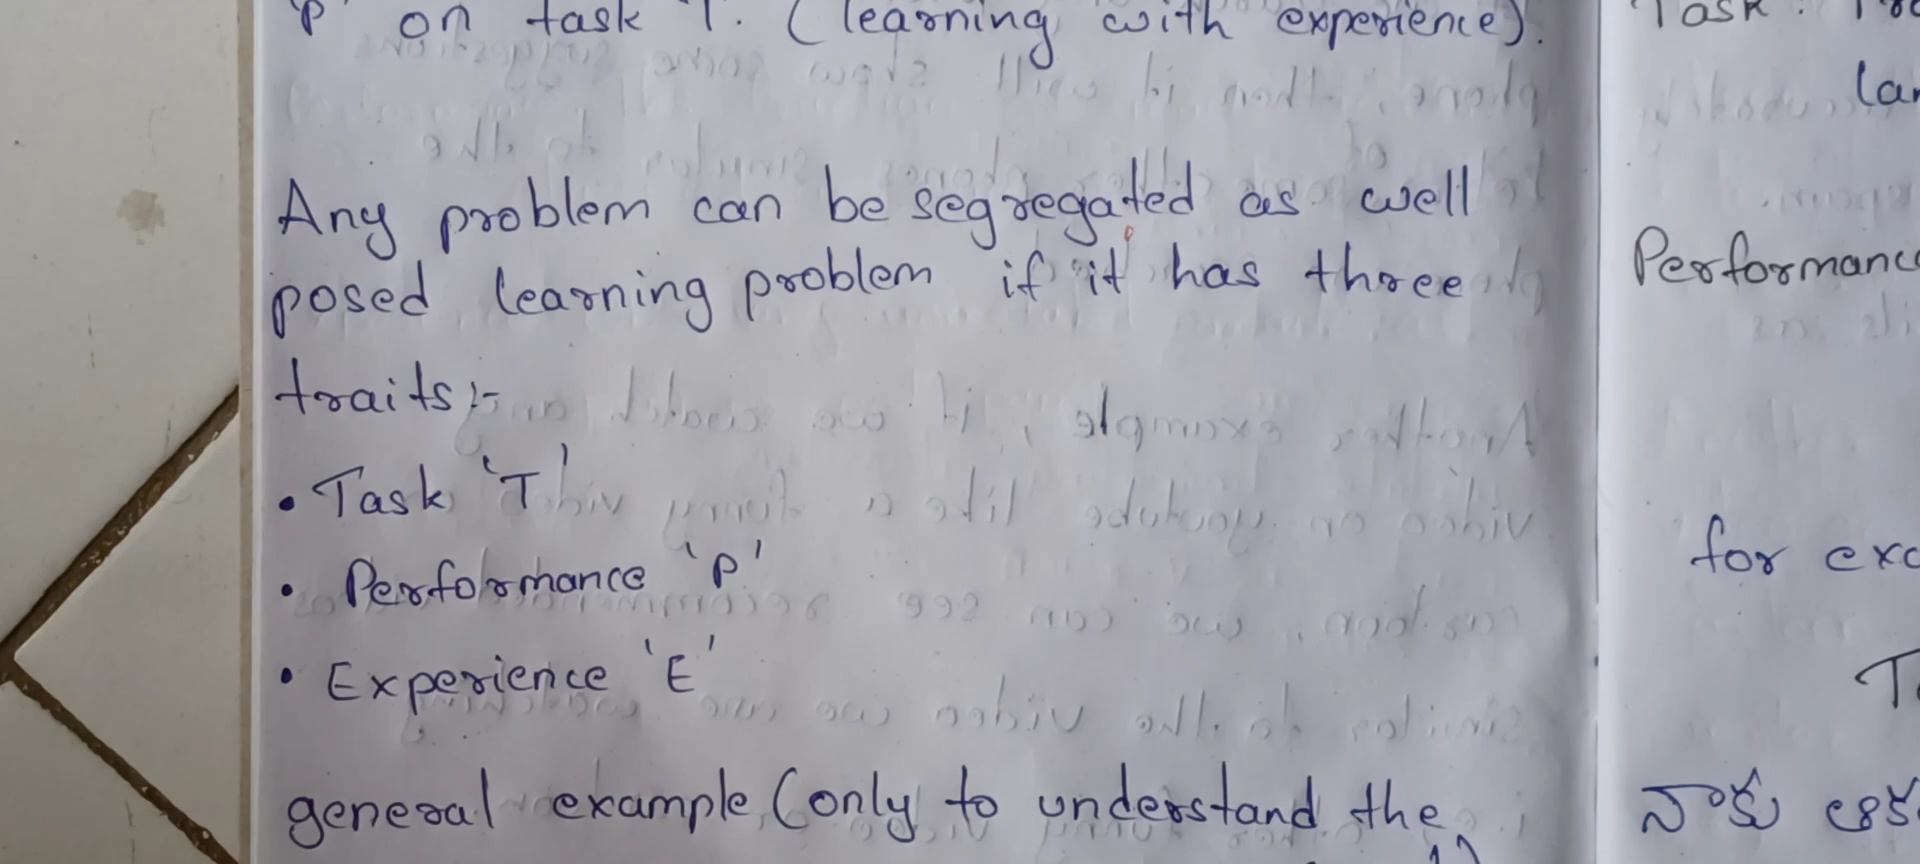 'P' on task T. (learning with experience).
Any problem can be segregated as well
posed learning problem if it has three
traits:-
• Task 'T'
• Performance 'P'
• Experience 'E'
general example (only to understand the
Task :
Performance
for exa
నాకు ఆక